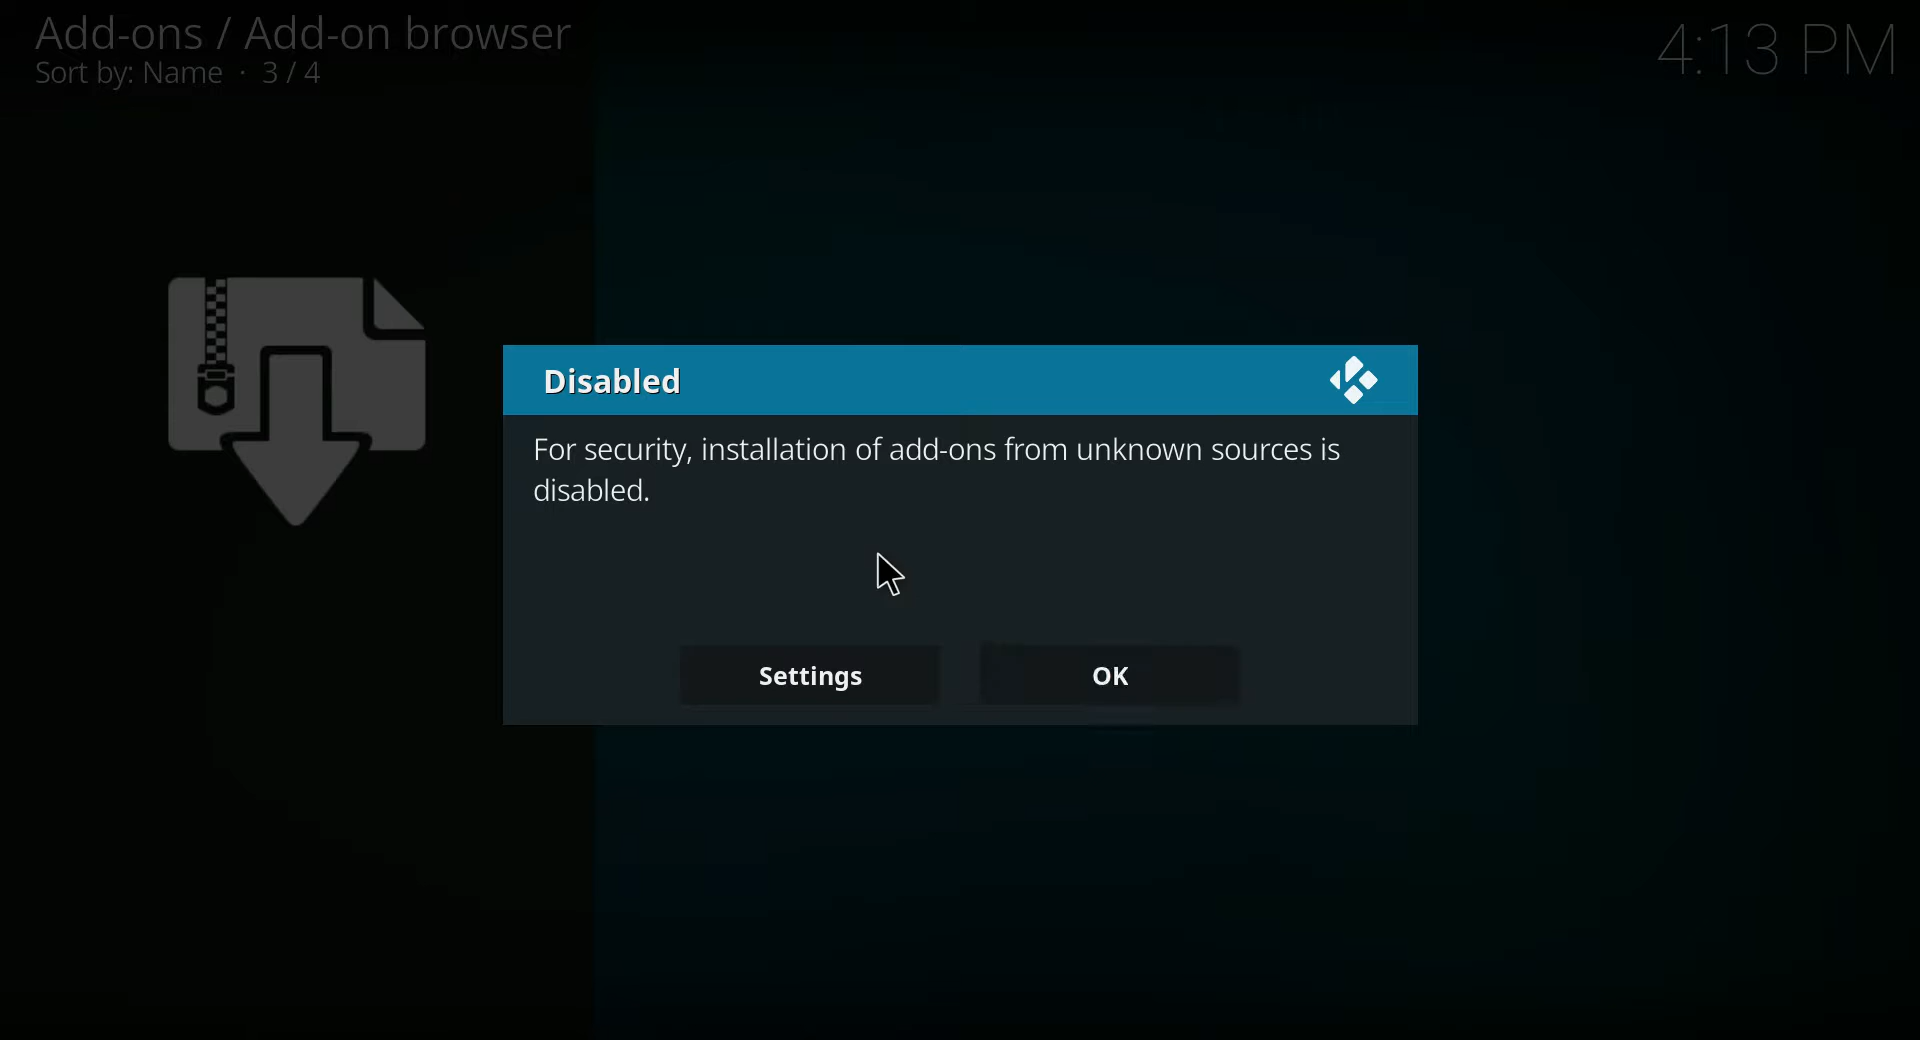 Add-ons / Add-on browser
Sort by: Name · 3 / 4
4:13 PM
Disabled
For security, installation of add-ons from unknown sources is
disabled.
Settings
OK